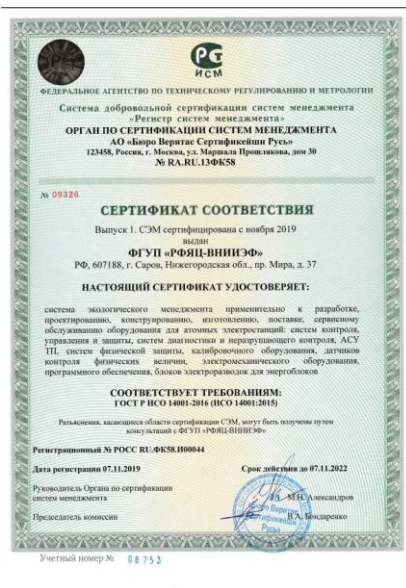 РСТ
ИСМ
ФЕДЕРАЛЬНОЕ АГЕНТСТВО ПО ТЕХНИЧЕСКОМУ РЕГУЛИРОВАНИЮ И МЕТРОЛОГИИ
Система добровольной сертификации систем менеджмента
«Регистр систем менеджмента»
ОРГАН ПО СЕРТИФИКАЦИИ СИСТЕМ МЕНЕДЖМЕНТА
АО «Бюро Веритас Сертификейшн Русь»
123458, Россия, г. Москва, ул. Маршала Прошлякова, дом 30
№ RA.RU.13ФК58
№ 09326
СЕРТИФИКАТ СООТВЕТСТВИЯ
Выпуск 1. СЭМ сертифицирована с ноября 2019
выдан
ФГУП «РФЯЦ-ВНИИЭФ»
РФ, 607188, г. Саров, Нижегородская обл., пр. Мира, д. 37
НАСТОЯЩИЙ СЕРТИФИКАТ УДОСТОВЕРЯЕТ:
система экологического менеджмента применительно к разработке,
проектированию, конструированию, изготовлению, поставке, сервисному
обслуживанию оборудования для атомных электростанций: систем контроля,
управления и защиты, систем диагностики и неразрушающего контроля, АСУ
ТП, систем физической защиты, калибровочного оборудования, датчиков
контроля физических величин, электромеханического оборудования,
программного обеспечения, блоков электроразводок для энергоблоков
СООТВЕТСТВУЕТ ТРЕБОВАНИЯМ:
ГОСТ Р ИСО 14001-2016 (ИСО 14001:2015)
Разъяснения, касающиеся области сертификации СЭМ, могут быть получены путем
консультаций с ФГУП «РФЯЦ-ВНИИЭФ»
Регистрационный № РОСС RU.ФК58.И00044
Дата регистрации 07.11.2019 Срок действия до 07.11.2022
Руководитель Органа по сертификации
систем менеджмента М.Н. Александров
Председатель комиссии В.А. Бондаренко
Учетный номер № 08753